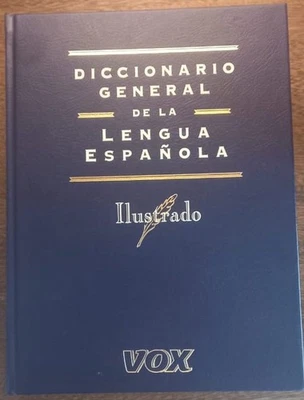 DICCIONARIO
GENERAL
DE LA
LENGUA
ESPAÑOLA
Ilustrado
VOX